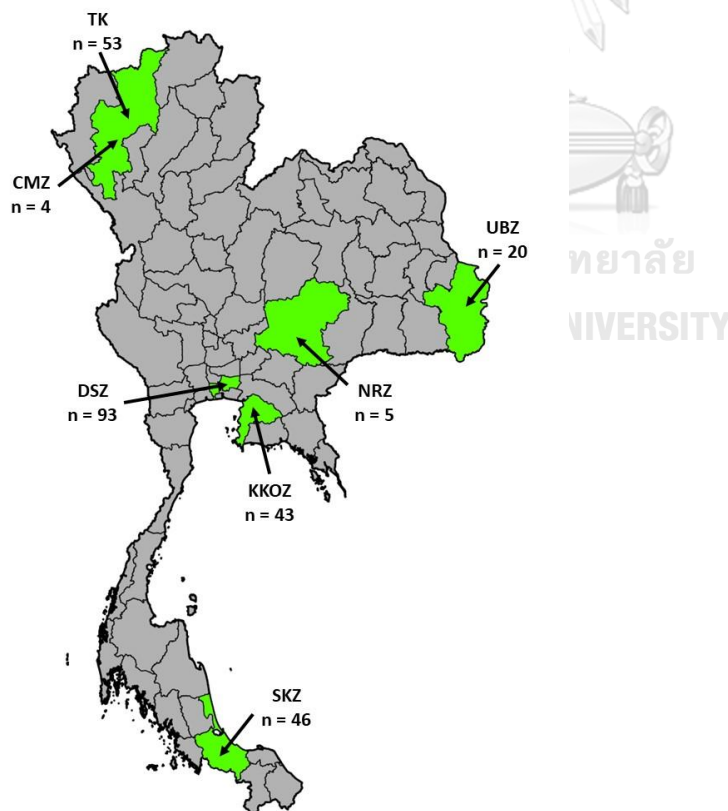 TK
n = 53
CMZ
n = 4
UBZ
n = 20
ทยาลัย
NIVERSITY
DSZ
n = 93
NRZ
n = 5
KKOZ
n = 43
SKZ
n = 46